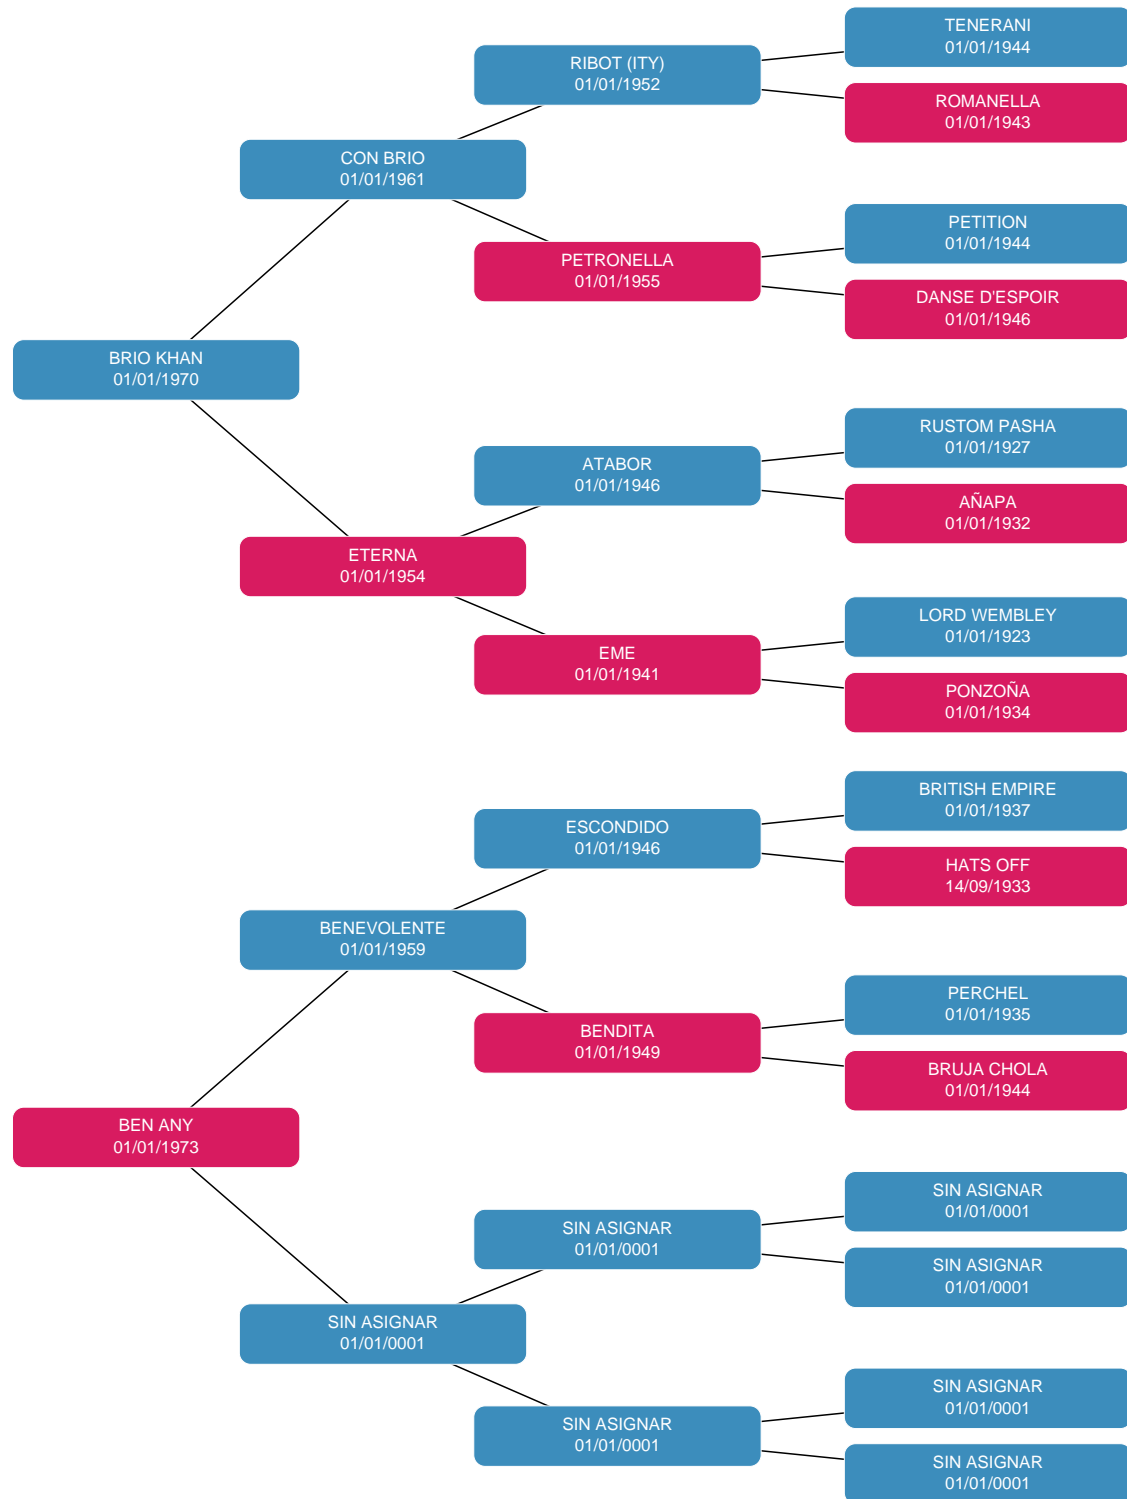 TENERANI
01/01/1944
RIBOT (ITY)
01/01/1952
ROMANELLA
01/01/1943
CON BRIO
01/01/1961
PETITION
01/01/1944
PETRONELLA
01/01/1955
DANSE D'ESPOIR
01/01/1946
BRIO KHAN
01/01/1970
RUSTOM PASHA
01/01/1927
ATABOR
01/01/1946
AÑAPA
01/01/1932
ETERNA
01/01/1954
LORD WEMBLEY
01/01/1923
EME
01/01/1941
PONZOÑA
01/01/1934
BRITISH EMPIRE
01/01/1937
ESCONDIDO
01/01/1946
HATS OFF
14/09/1933
BENEVOLENTE
01/01/1959
PERCHEL
01/01/1935
BENDITA
01/01/1949
BRUJA CHOLA
01/01/1944
BEN ANY
01/01/1973
SIN ASIGNAR
01/01/0001
SIN ASIGNAR
01/01/0001
SIN ASIGNAR
01/01/0001
SIN ASIGNAR
01/01/0001
SIN ASIGNAR
01/01/0001
SIN ASIGNAR
01/01/0001
SIN ASIGNAR
01/01/0001